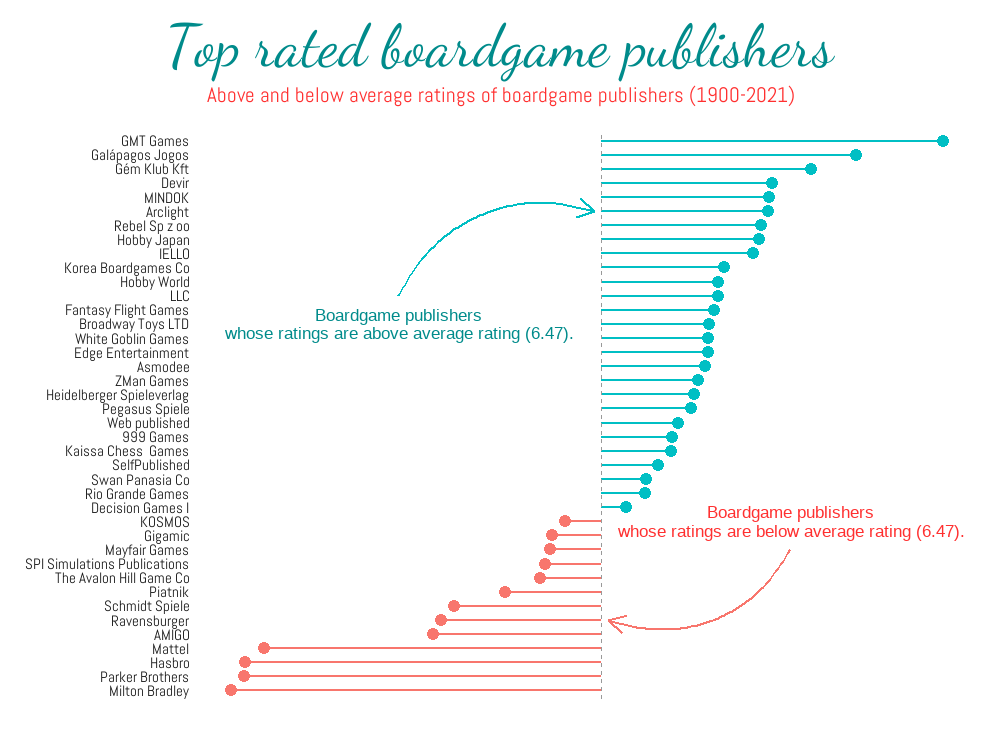 Top rated boardgame publishers
Above and below average ratings of boardgame publishers (1900-2021)
GMT Games
Galápagos Jogos
Gém Klub Kft
Devir
MINDOK
Arclight
Rebel Sp z oo
Hobby Japan
IELLO
Korea Boardgames Co
Hobby World
LLC
Fantasy Flight Games
Broadway Toys LTD
White Goblin Games
Edge Entertainment
Asmodee
ZMan Games
Heidelberger Spieleverlag
Pegasus Spiele
Web published
999 Games
Kaissa Chess  Games
SelfPublished
Swan Panasia Co
Rio Grande Games
Decision Games I
KOSMOS
Gigamic
Mayfair Games
SPI Simulations Publications
The Avalon Hill Game Co
Piatnik
Schmidt Spiele
Ravensburger
AMIGO
Mattel
Hasbro
Parker Brothers
Milton Bradley
Boardgame publishers
whose ratings are above average rating (6.47).
Boardgame publishers
whose ratings are below average rating (6.47).